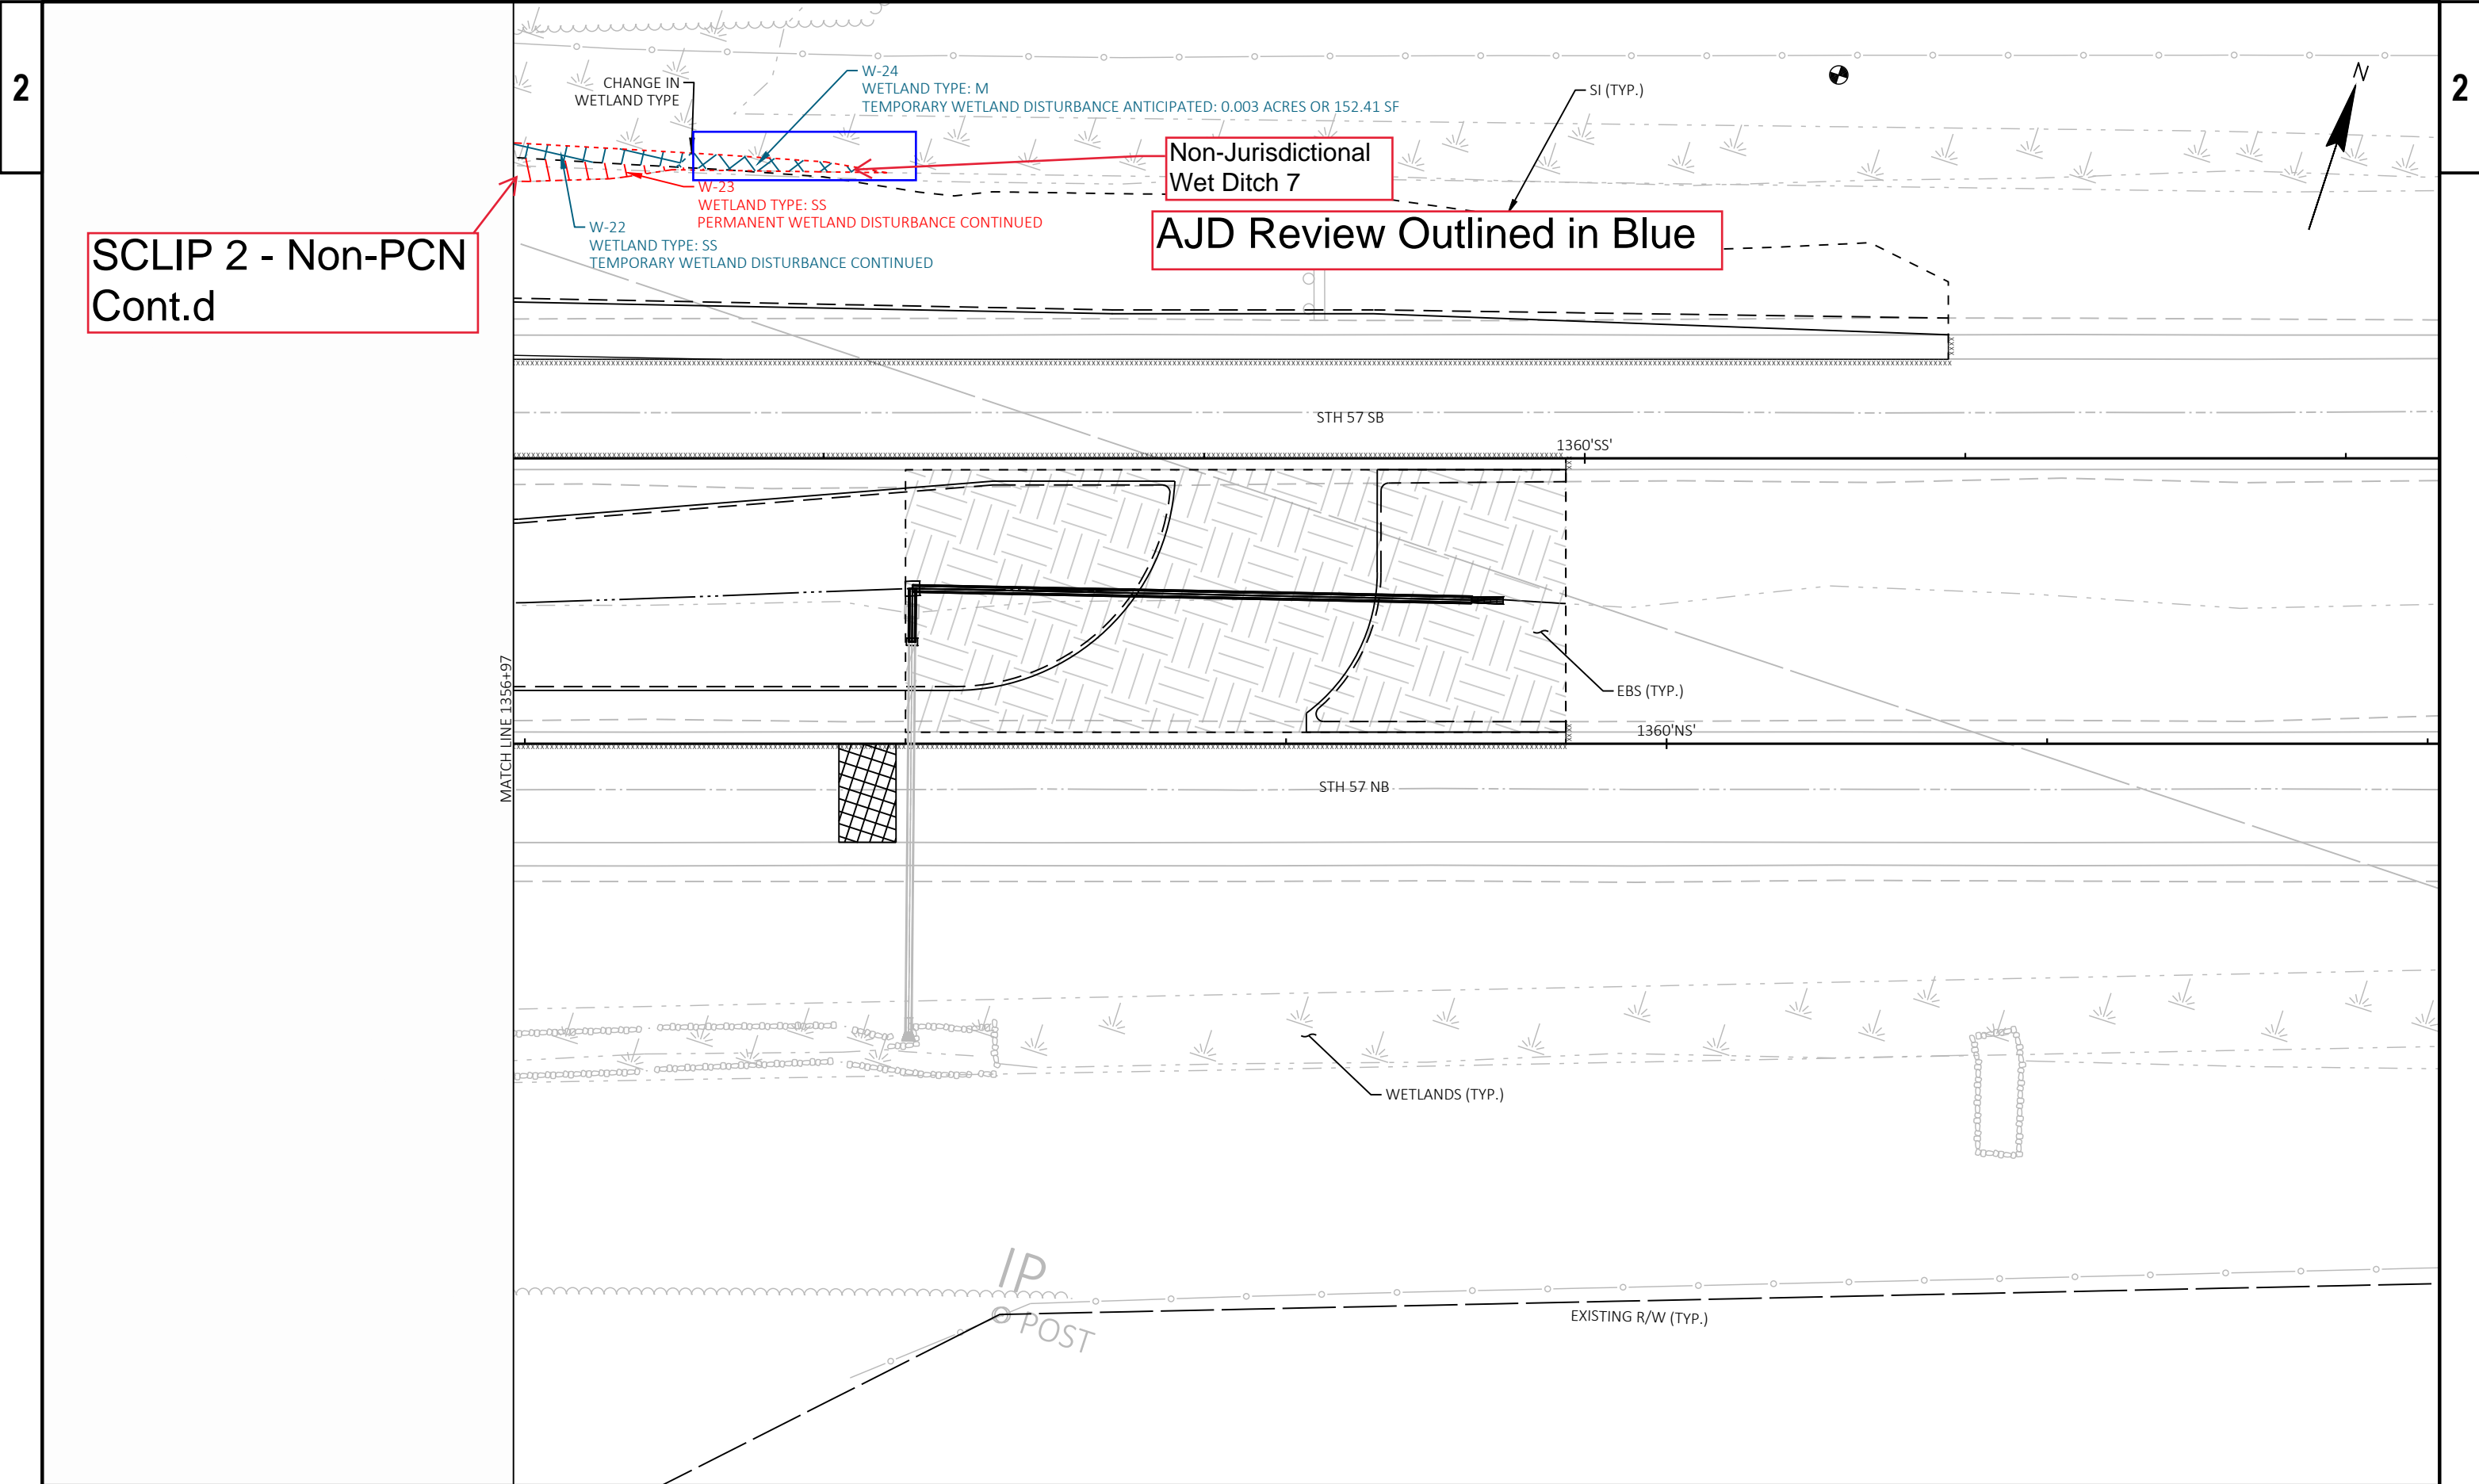 2
2
N
CHANGE IN
WETLAND TYPE
W-24
WETLAND TYPE: M
TEMPORARY WETLAND DISTURBANCE ANTICIPATED: 0.003 ACRES OR 152.41 SF
SI (TYP.)
Non-Jurisdictional
Wet Ditch 7
W-23
WETLAND TYPE: SS
PERMANENT WETLAND DISTURBANCE CONTINUED
W-22
WETLAND TYPE: SS
TEMPORARY WETLAND DISTURBANCE CONTINUED
AJD Review Outlined in Blue
SCLIP 2 - Non-PCN
Cont.d
STH 57 SB
1360'SS'
MATCH LINE 1356+97
EBS (TYP.)
1360'NS'
STH 57 NB
WETLANDS (TYP.)
IP
POST
EXISTING R/W (TYP.)